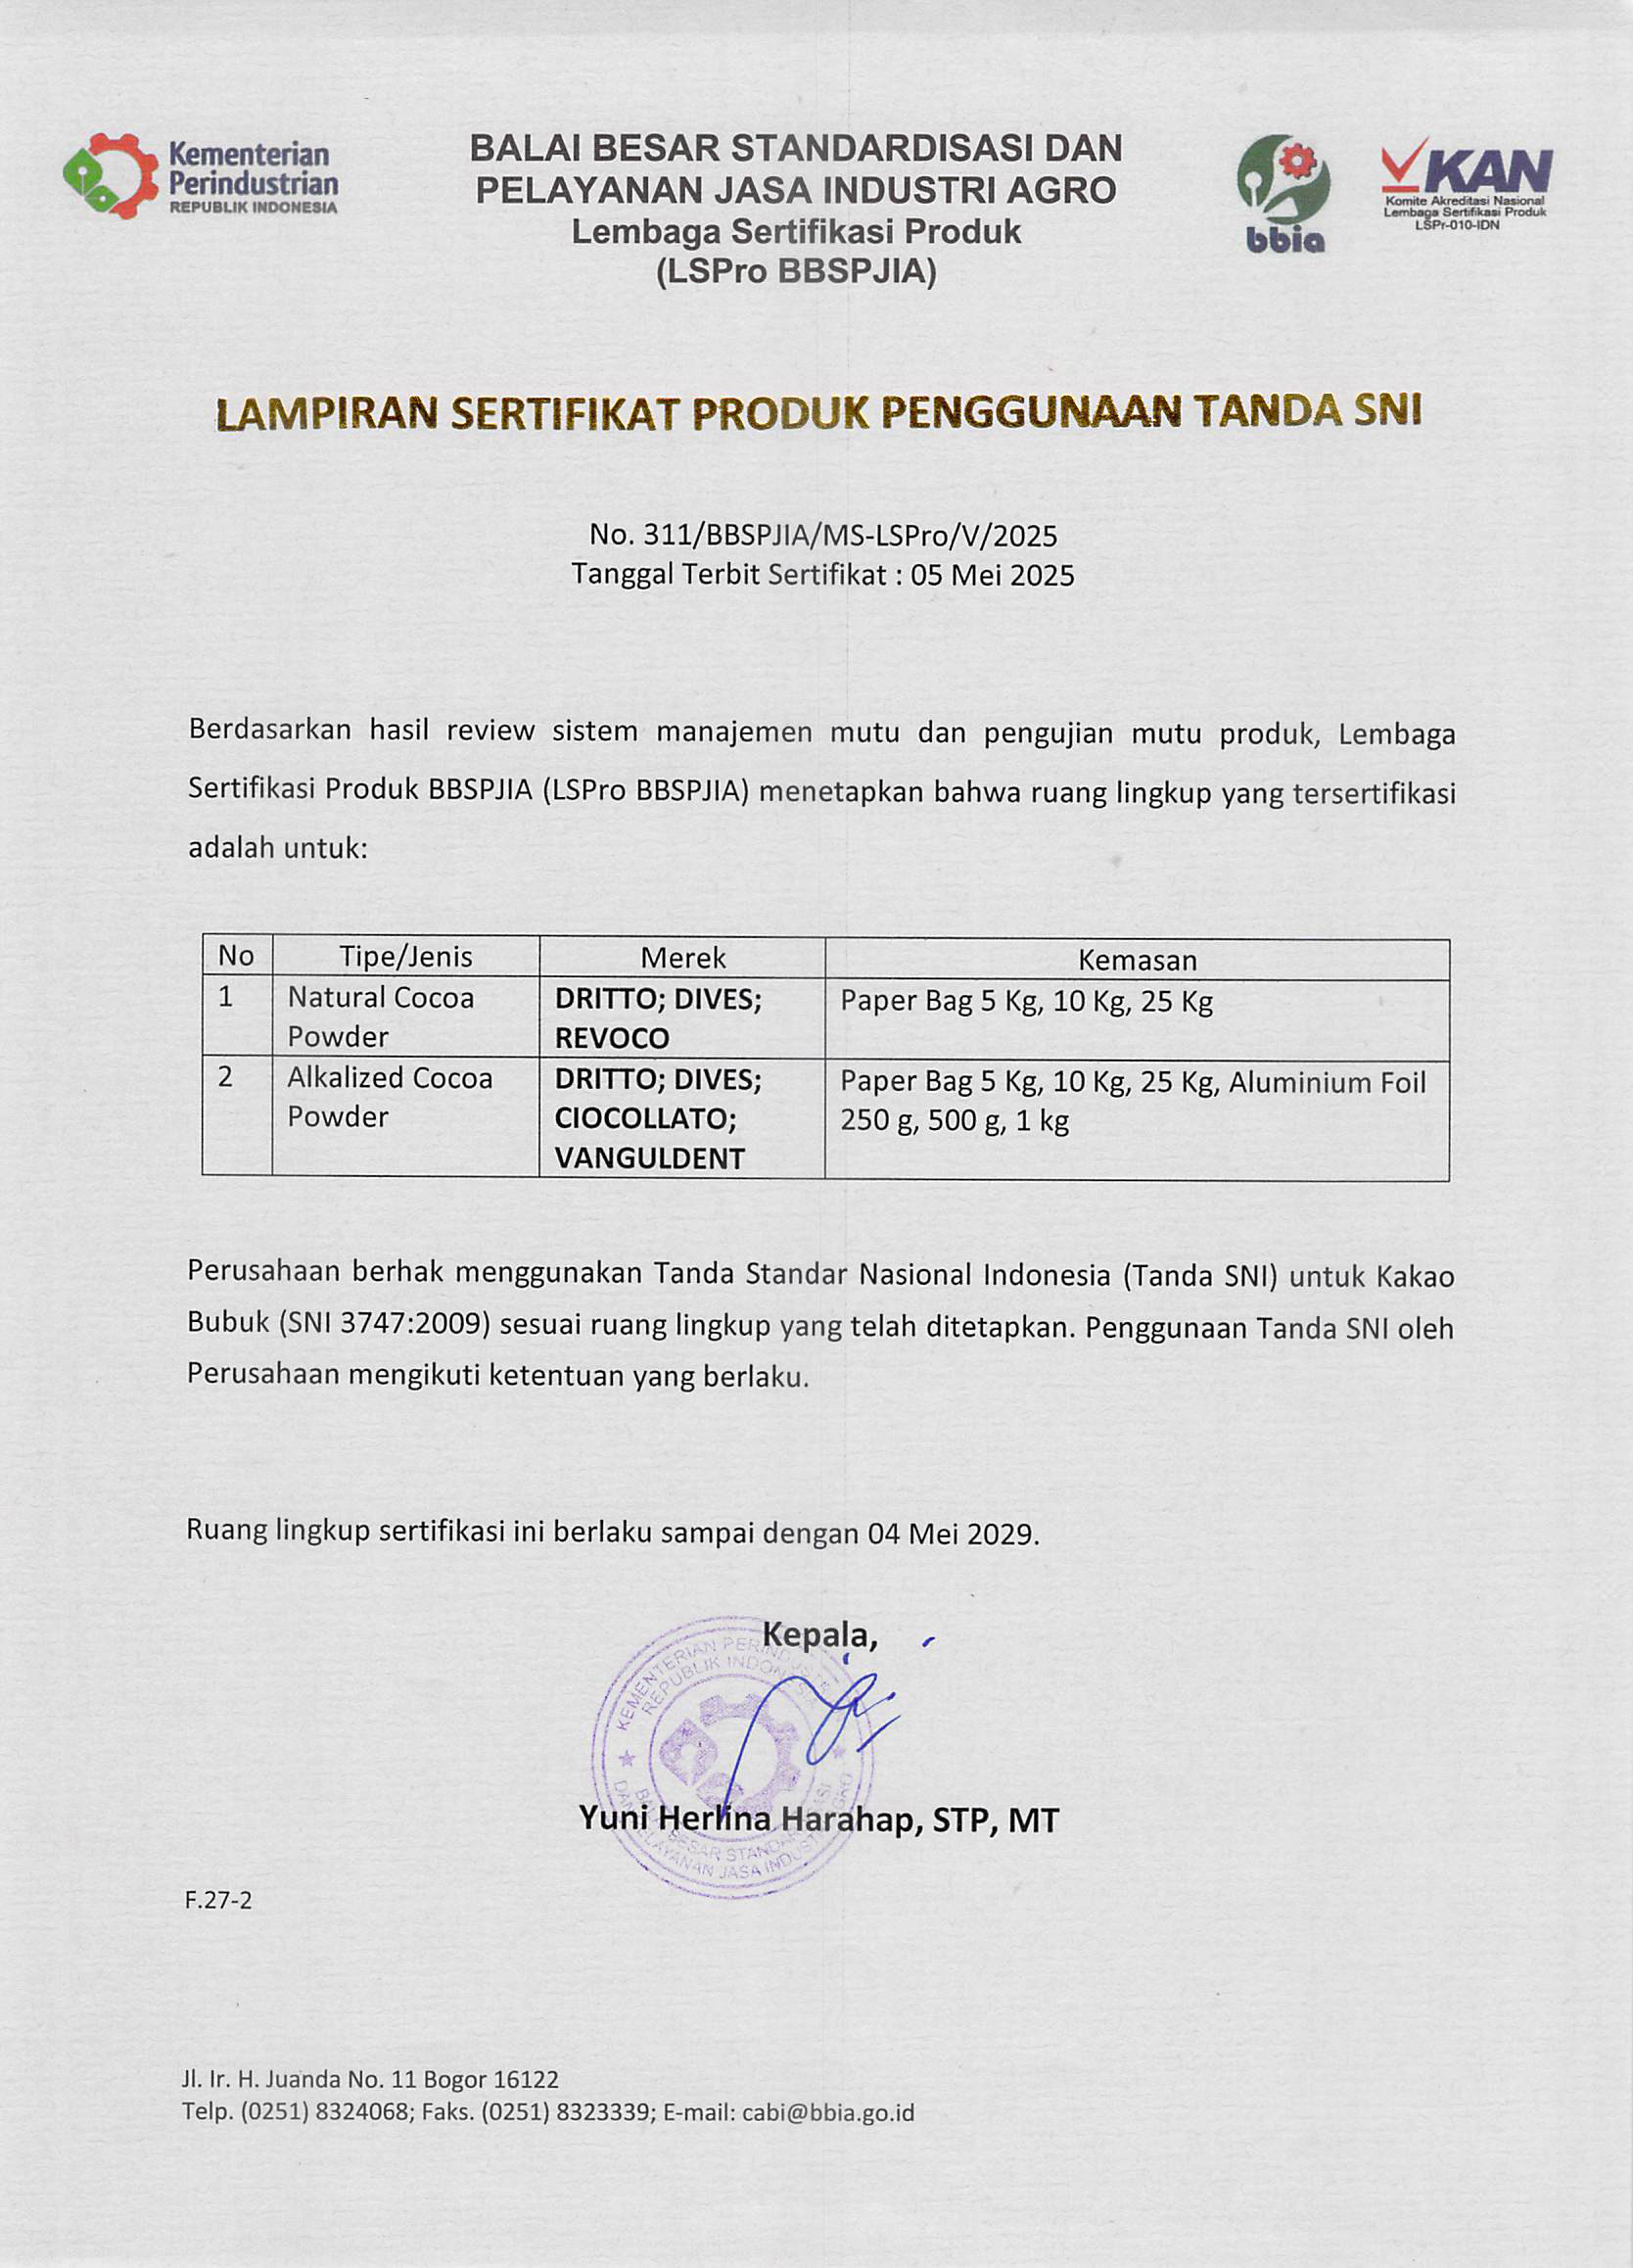 Kementerian
Perindustrian
REPUBLIK INDONESIA
BALAI BESAR STANDARDISASI DAN
PELAYANAN JASA INDUSTRI AGRO
Lembaga Sertifikasi Produk
(LSPro BBSPJIA)
bbia
KAN
Komite Akreditasi Nasional
Lembaga Sertifikasi Produk
LSPr-010-IDN
LAMPIRAN SERTIFIKAT PRODUK PENGGUNAAN TANDA SNI
No. 311/BBSPJIA/MS-LSPro/V/2025
Tanggal Terbit Sertifikat : 05 Mei 2025
Berdasarkan hasil review sistem manajemen mutu dan pengujian mutu produk, Lembaga
Sertifikasi Produk BBSPJIA (LSPro BBSPJIA) menetapkan bahwa ruang lingkup yang tersertifikasi
adalah untuk:
No Tipe/Jenis Merek Kemasan
1 Natural Cocoa DRITTO; DIVES; Paper Bag 5 Kg, 10 Kg, 25 Kg
Powder REVOCO
2 Alkalized Cocoa DRITTO; DIVES; Paper Bag 5 Kg, 10 Kg, 25 Kg, Aluminium Foil
Powder CIOCOLLATO; 250 g, 500 g, 1 kg
VANGULDENT
Perusahaan berhak menggunakan Tanda Standar Nasional Indonesia (Tanda SNI) untuk Kakao
Bubuk (SNI 3747:2009) sesuai ruang lingkup yang telah ditetapkan. Penggunaan Tanda SNI oleh
Perusahaan mengikuti ketentuan yang berlaku.
Ruang lingkup sertifikasi ini berlaku sampai dengan 04 Mei 2029.
Kepala,
KEMENTERIAN
REPUBLIK
BESAR
JASA
Yuni Herlina Harahap, STP, MT
F.27-2
Jl. Ir. H. Juanda No. 11 Bogor 16122
Telp. (0251) 8324068; Faks. (0251) 8323339; E-mail: cabi@bbia.go.id